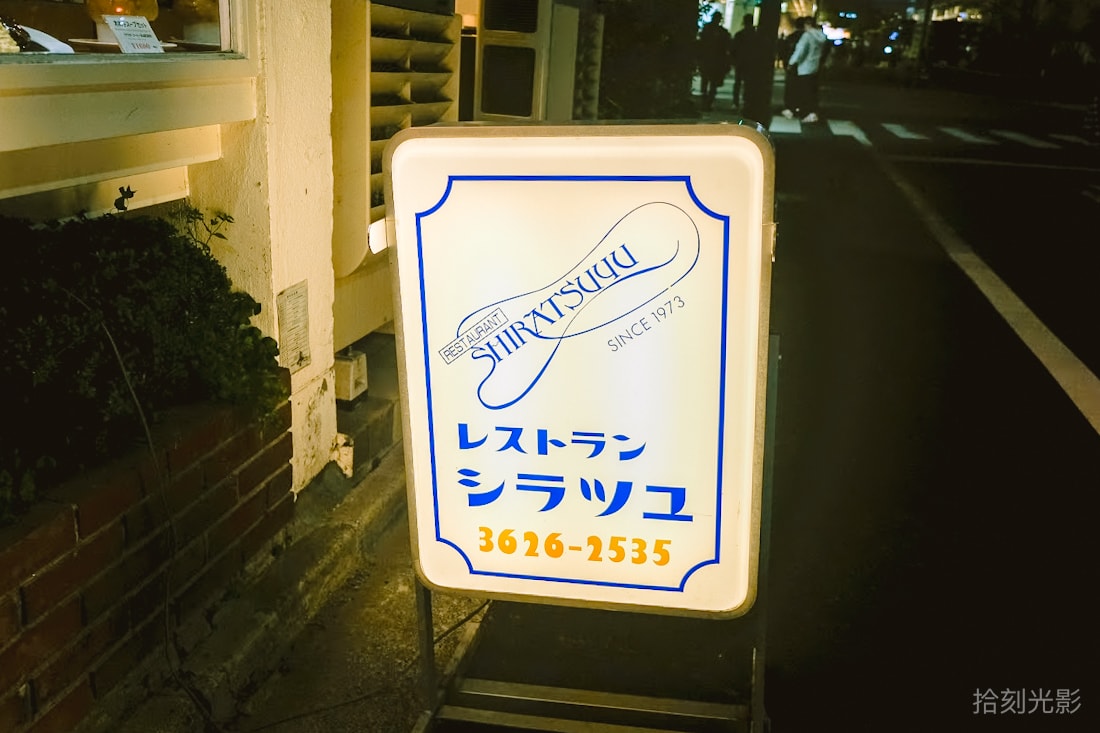 ¥1000
RESTAURANT
SHIRATSUYU
SINCE 1973
レストラン
シラツユ
3626-2535
拾刻光影